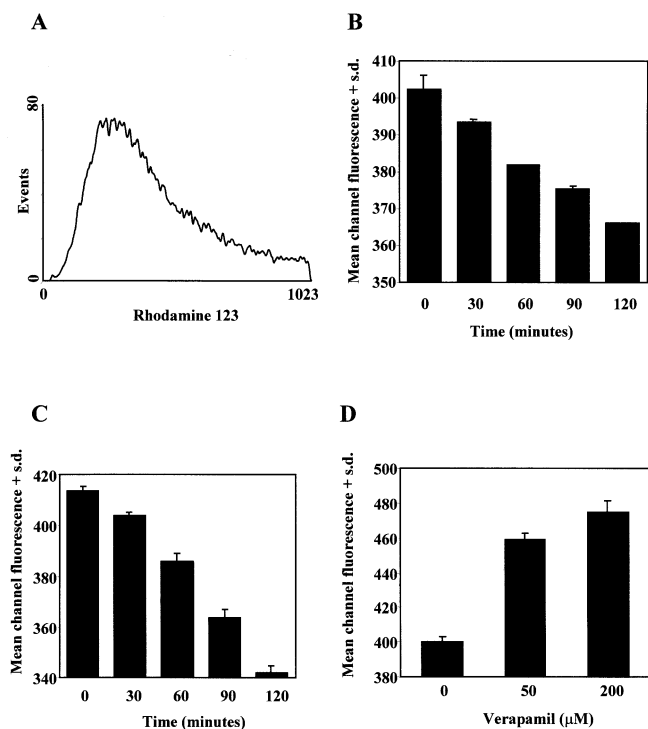 A
80
Events
0
0
1023
Rhodamine 123
B
Mean channel fluorescence + s.d.
410
400
390
380
370
360
350
0 30 60 90 120
Time (minutes)
C
Mean channel fluorescence + s.d.
420
400
380
360
340
0 30 60 90 120
Time (minutes)
D
Mean channel fluorescence + s.d.
500
480
460
440
420
400
380
0 50 200
Verapamil (μM)